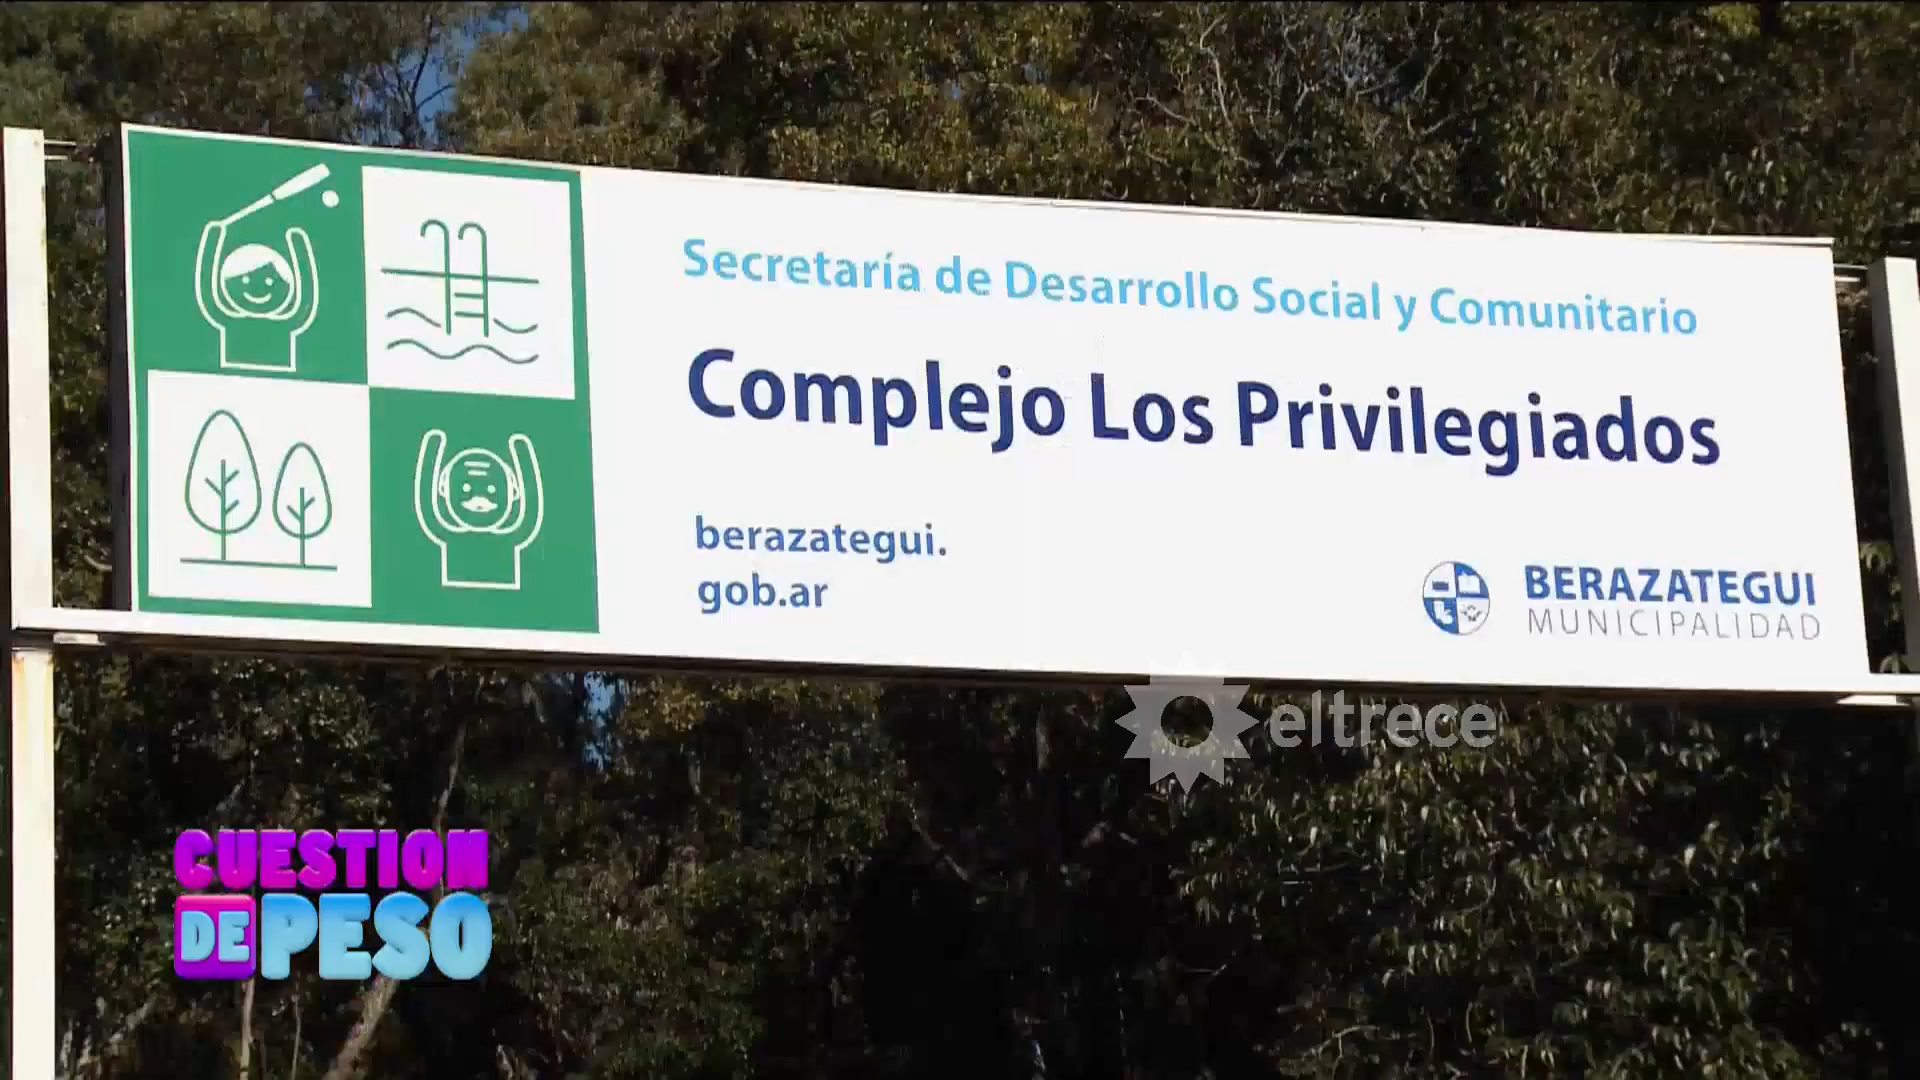 Secretaría de Desarrollo Social y Comunitario
Complejo Los Privilegiados
berazategui.
gob.ar
BERAZATEGUI
MUNICIPALIDAD
eltrece
CUESTION
DE PESO